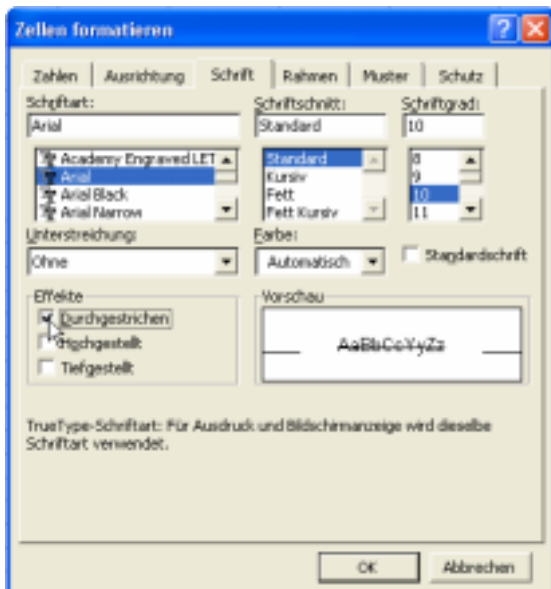 Zellen formatieren
Zahlen Ausrichtung Schrift Rahmen Muster Schutz
Schriftart: Schriftschnitt: Schriftgrad:
Arial Standard 10
Academy Engraved LET Standard 8
Arial Kursiv 9
Arial Black Fett 10
Arial Narrow Fett Kursiv 11
Unterstreichung: Farbe:
Ohne Automatisch Standardschrift
Effekte Vorschau
Durchgestrichen
AaBbCcYyZz
Hochgestellt
Tiefgestellt
TrueType-Schriftart: Für Ausdruck und Bildschirmanzeige wird dieselbe
Schriftart verwendet.
OK Abbrechen